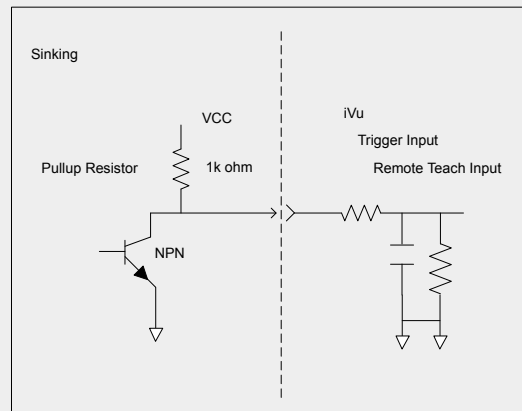 Sinking
VCC
Pullup Resistor
1k ohm
NPN
iVu
Trigger Input
Remote Teach Input